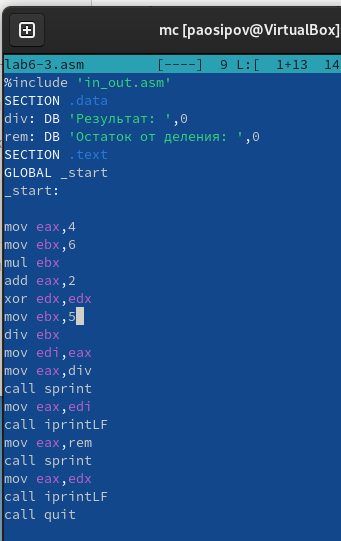 mc [paosipov@VirtualBox]
lab6-3.asm [----] 9 L:[ 1+13 14
%include 'in_out.asm'
SECTION .data
div: DB 'Результат: ',0
rem: DB 'Остаток от деления: ',0
SECTION .text
GLOBAL _start
_start:
mov eax,4
mov ebx,6
mul ebx
add eax,2
xor edx,edx
mov ebx,5
div ebx
mov edi,eax
mov eax,div
call sprint
mov eax,edi
call iprintLF
mov eax,rem
call sprint
mov eax,edx
call iprintLF
call quit